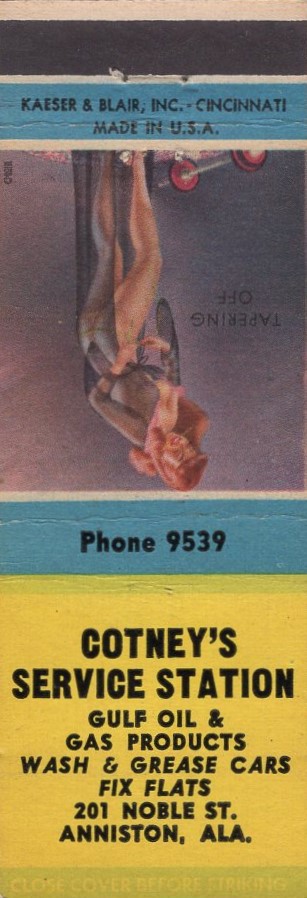 KAESER & BLAIR, INC. - CINCINNATI
MADE IN U.S.A.
TAPERING
OFF
Phone 9539
COTNEY'S
SERVICE STATION
GULF OIL &
GAS PRODUCTS
WASH & GREASE CARS
FIX FLATS
201 NOBLE ST.
ANNISTON, ALA.
CLOSE COVER BEFORE STRIKING